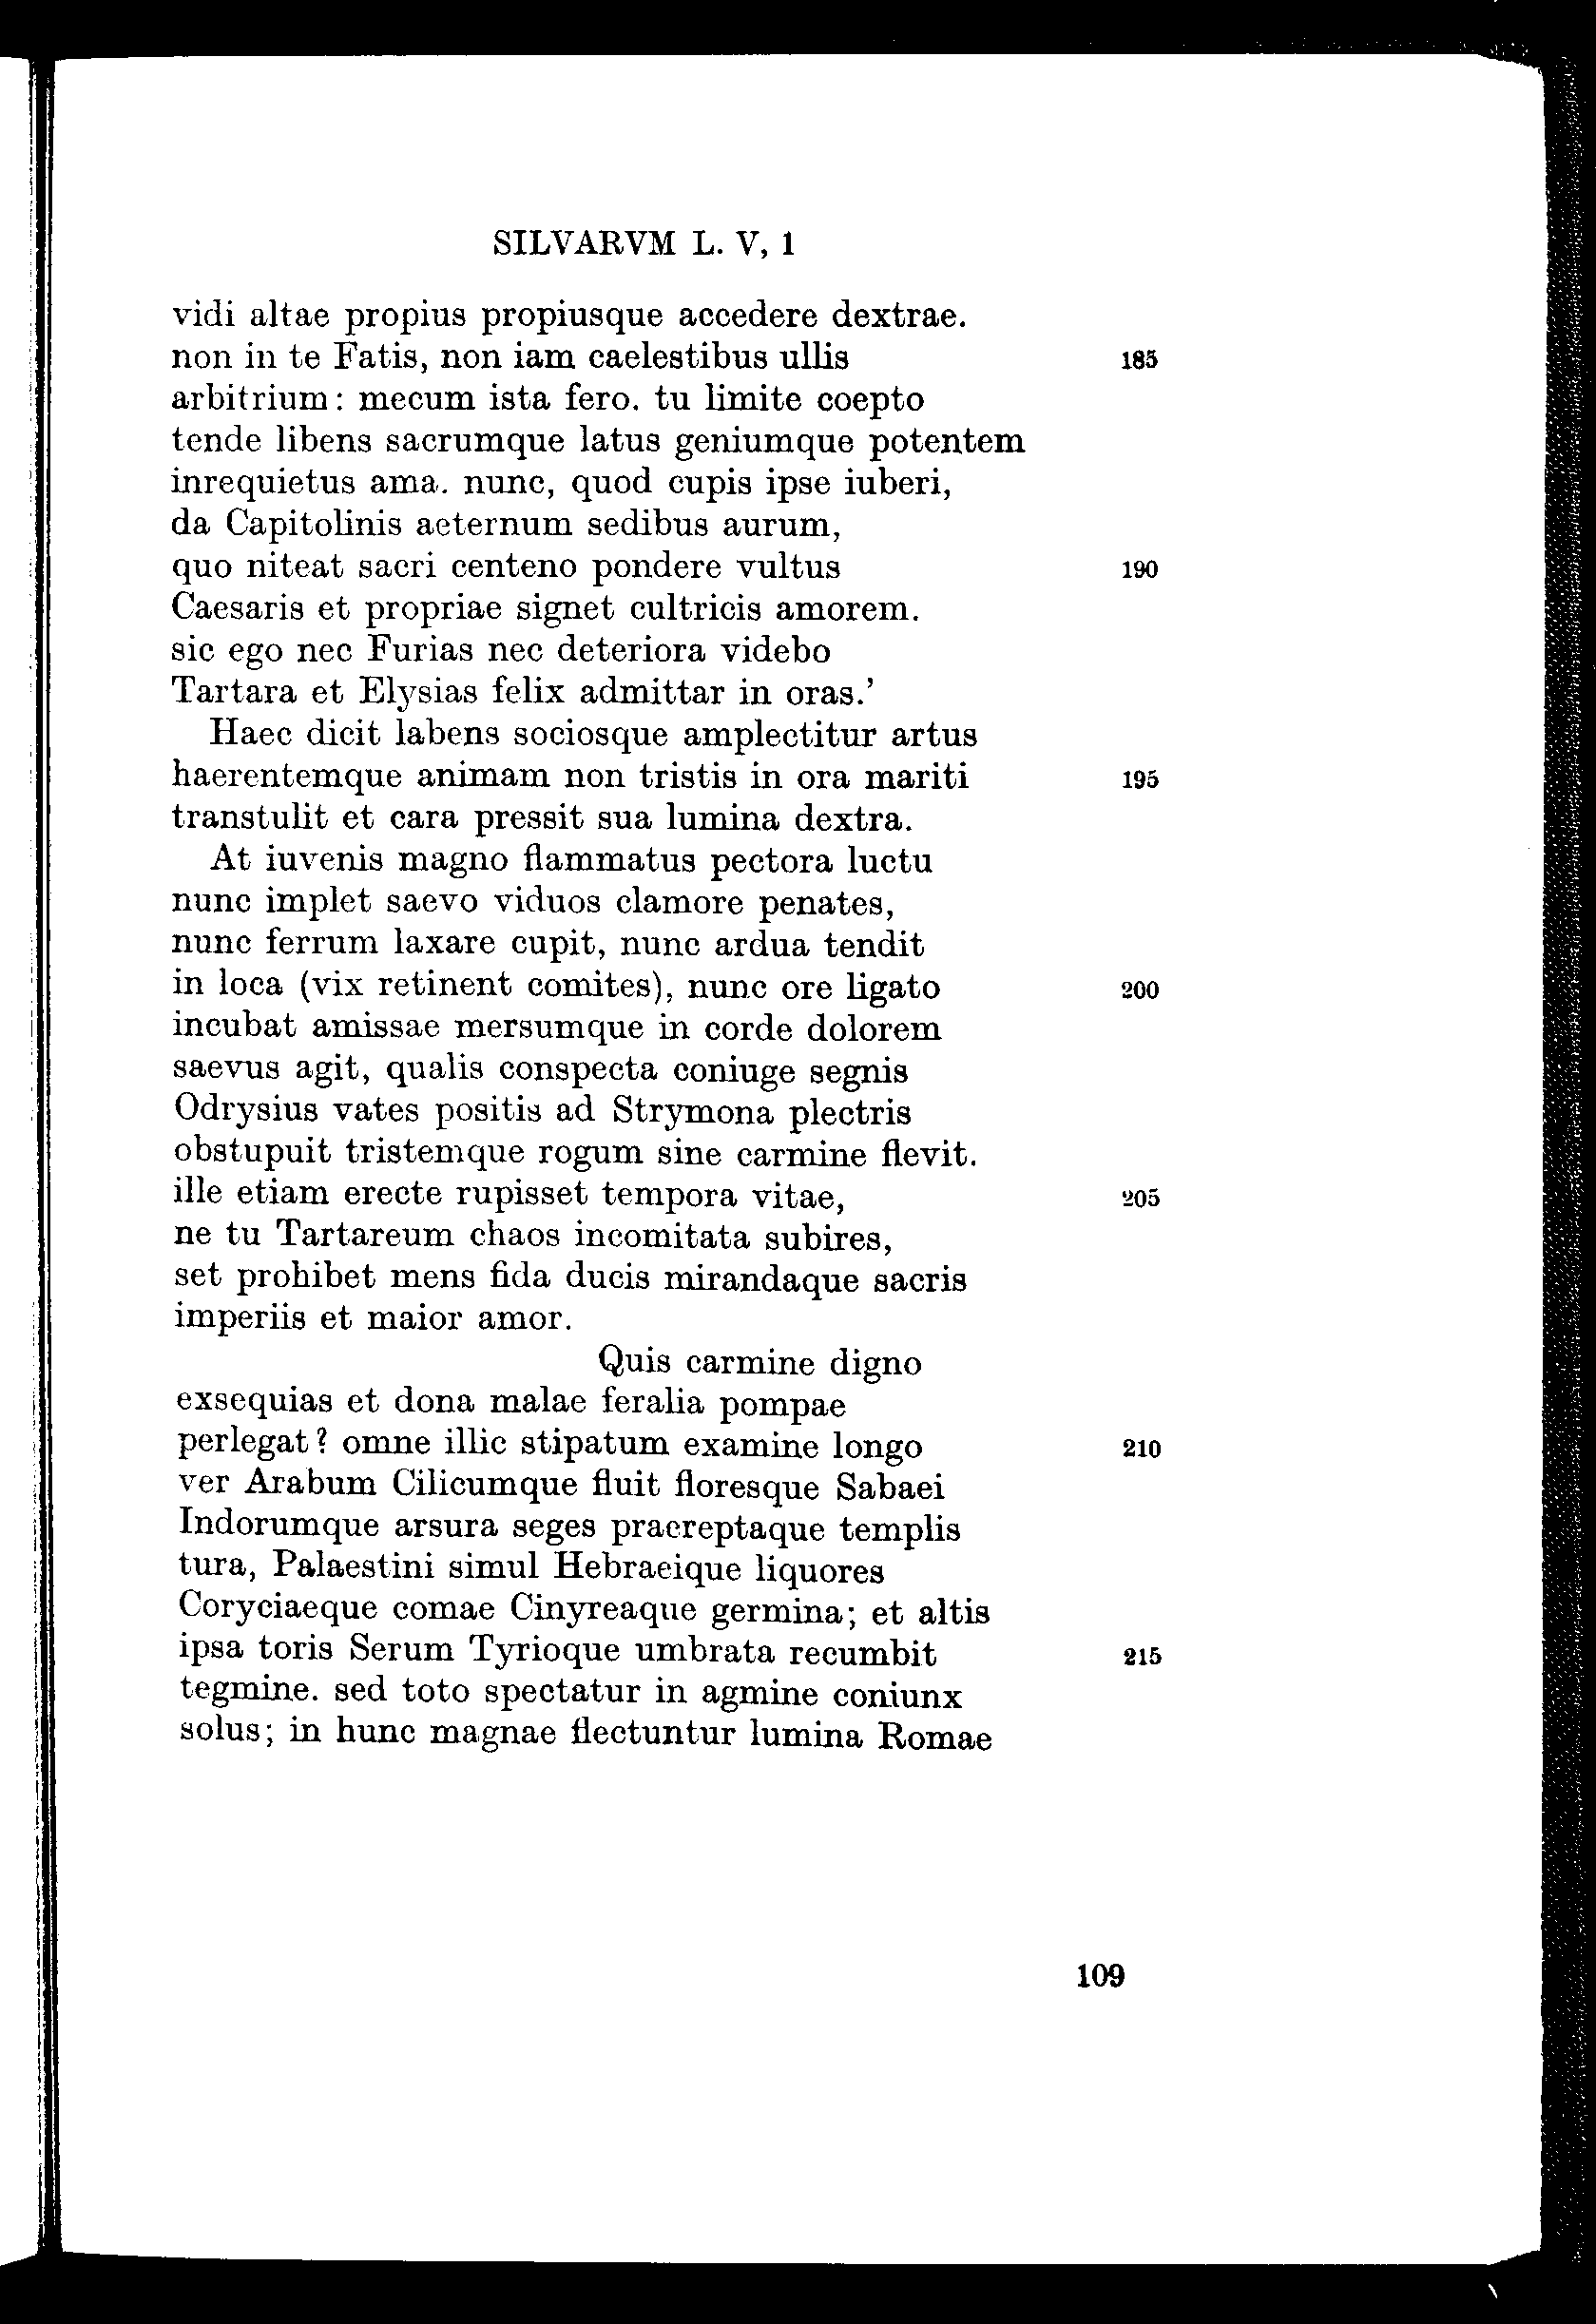 SILVARVM L. V, 1
vidi altae propius propiusque accedere dextrae.
non in te Fatis, non iam caelestibus ullis 185
arbitrium: mecum ista fero. tu limite coepto
tende libens sacrumque latus geniumque potentem
inrequietus ama. nunc, quod cupis ipse iuberi,
da Capitolinis aeternum sedibus aurum,
quo niteat sacri centeno pondere vultus 190
Caesaris et propriae signet cultricis amorem.
sic ego nec Furias nec deteriora videbo
Tartara et Elysias felix admittar in oras.’
Haec dicit labens sociosque amplectitur artus
haerentemque animam non tristis in ora mariti 195
transtulit et cara pressit sua lumina dextra.
At iuvenis magno flammatus pectora luctu
nunc implet saevo viduos clamore penates,
nunc ferrum laxare cupit, nunc ardua tendit
in loca (vix retinent comites), nunc ore ligato 200
incubat amissae mersumque in corde dolorem
saevus agit, qualis conspecta coniuge segnis
Odrysius vates positis ad Strymona plectris
obstupuit tristemque rogum sine carmine flevit.
ille etiam erecte rupisset tempora vitae, 205
ne tu Tartareum chaos incomitata subires,
set prohibet mens fida ducis mirandaque sacris
imperiis et maior amor.
Quis carmine digno
exsequias et dona malae feralia pompae
perlegat? omne illic stipatum examine longo 210
ver Arabum Cilicumque fluit floresque Sabaei
Indorumque arsura seges praereptaque templis
tura, Palaestini simul Hebraeique liquores
Coryciaeque comae Cinyreaque germina; et altis
ipsa toris Serum Tyrioque umbrata recumbit 215
tegmine. sed toto spectatur in agmine coniunx
solus; in hunc magnae flectuntur lumina Romae
109